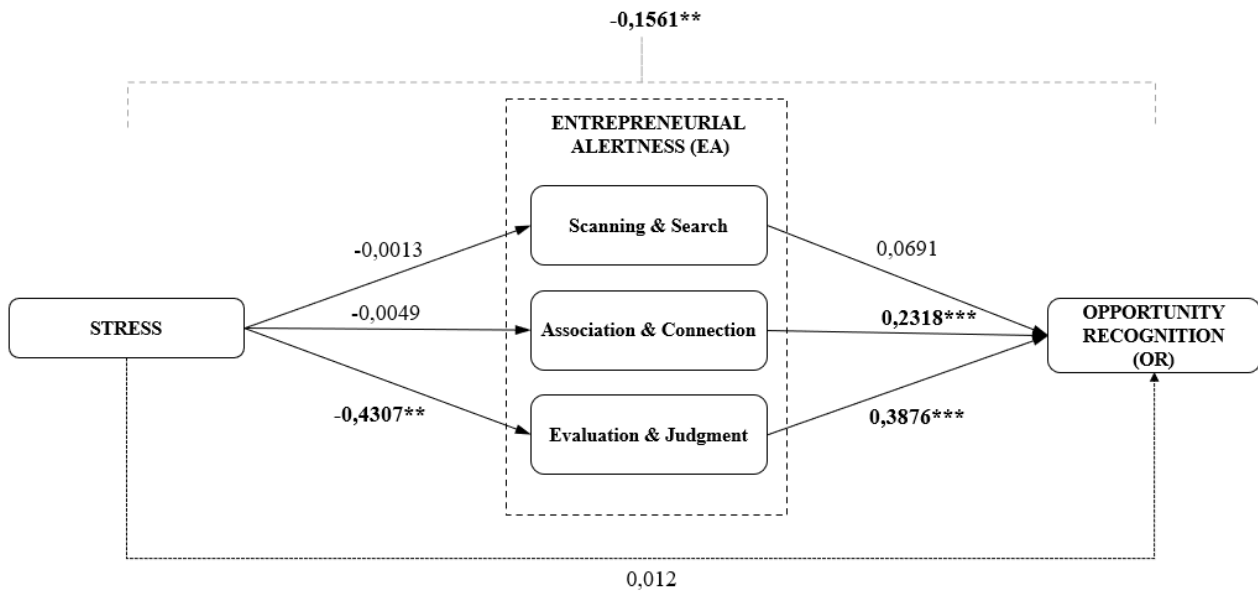 -0,1561**
ENTREPRENEURIAL
ALERTNESS (EA)
Scanning & Search
-0,0013
0,0691
STRESS
-0,0049
Association & Connection
0,2318***
OPPORTUNITY
RECOGNITION
(OR)
-0,4307**
Evaluation & Judgment
0,3876***
0,012